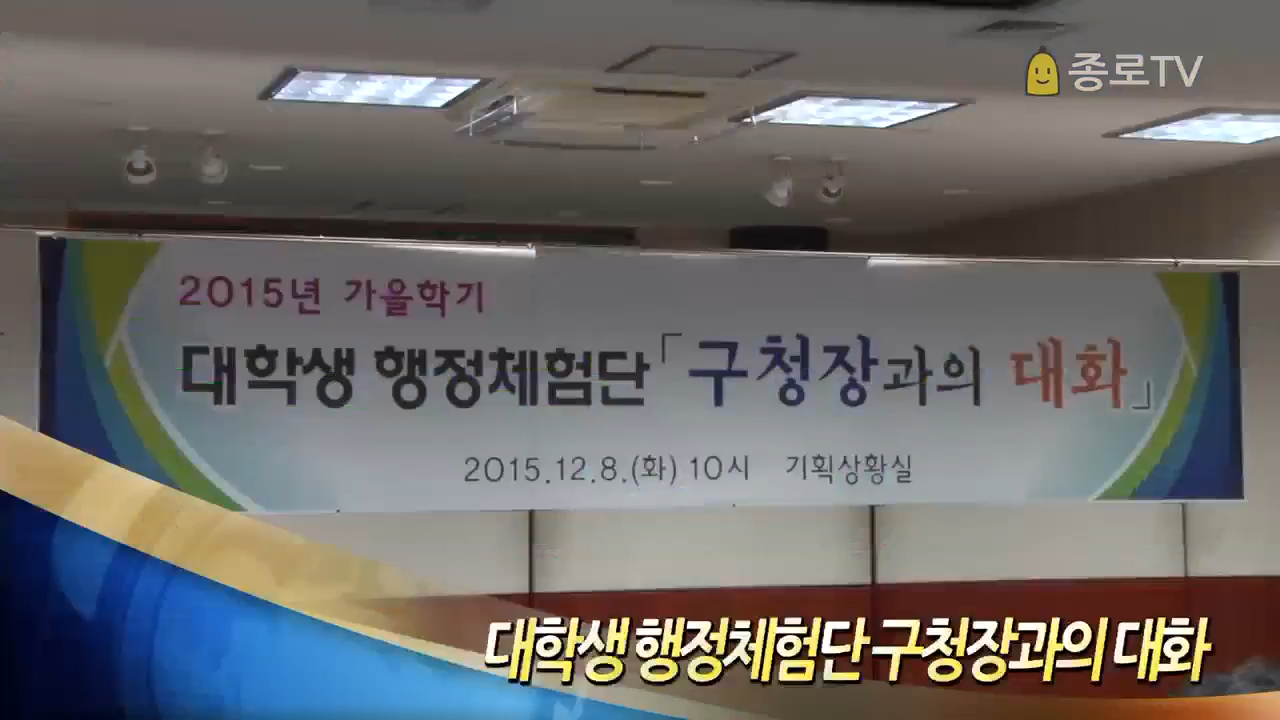 종로TV
2015년 가을학기
대학생 행정체험단「구청장과의 대화」
2015.12.8.(화) 10시 기획상황실
대학생 행정체험단 구청장과의 대화